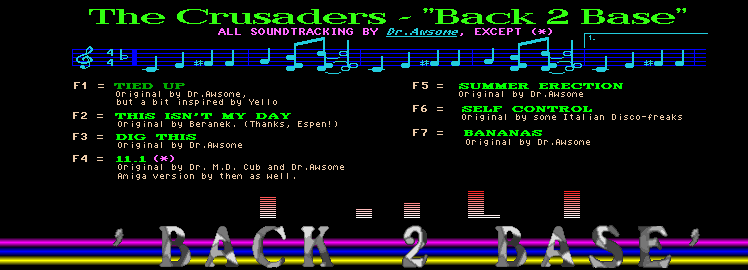 The Crusaders - "Back 2 Base"
ALL SOUNDTRACKING BY Dr.Awsome, EXCEPT (*)
1.
F1 = TIED UP
Original by Dr.Awsome,
but a bit inspired by Yello
F2 = THIS ISN'T MY DAY
Original by Beranek. (Thanks, Espen!)
F3 = DIG THIS
Original by Dr.Awsome
F4 = 11.1 (*)
Original by Dr. M.D. Cub and Dr.Awsome
Amiga version by them as well.
F5 = SUMMER ERECTION
Original by Dr.Awsome
F6 = SELF CONTROL
Original by some Italian Disco-freaks
F7 = BANANAS
Original by Dr.Awsome
' BACK 2 BASE '